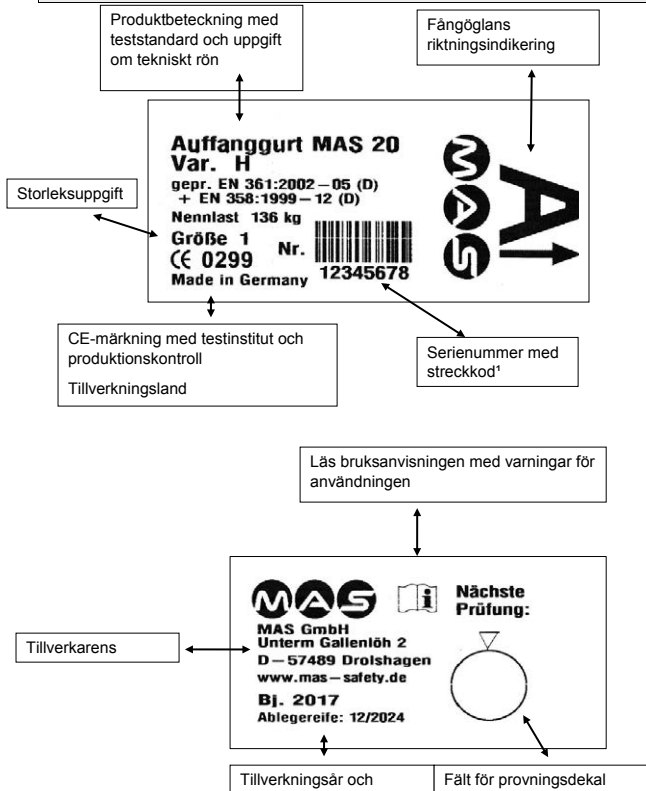 Produktbeteckning med
teststandard och uppgift
om tekniskt rön
Fångöglans
riktningsindikering
Storleksuppgift
Auffanggurt MAS 20
Var. H
gepr. EN 361:2002 – 05 (D)
+ EN 358:1999 – 12 (D)
Nennlast 136 kg
Größe 1
CE 0299
Made in Germany
Nr.
12345678
MAS
A
CE-märkning med testinstitut och
produktionskontroll
Tillverkningsland
Serienummer med
streckkod¹
Läs bruksanvisningen med varningar för
användningen
Tillverkarens
MAS
MAS GmbH
Unterm Gallenlöh 2
D – 57489 Drolshagen
www.mas – safety.de
Bj. 2017
Ablegereife: 12/2024
i
Nächste
Prüfung:
Tillverkningsår och
Fält för provningsdekal